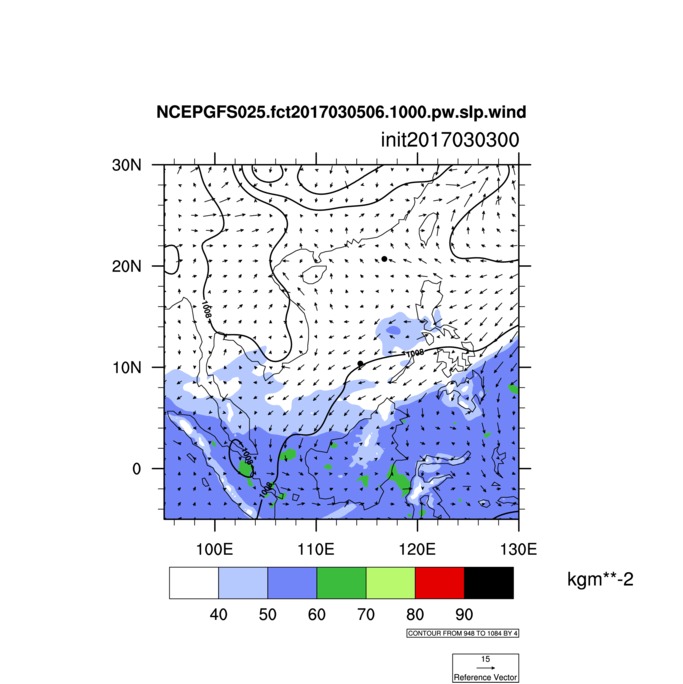 NCEPGFS025.fct2017030506.1000.pw.slp.wind
init2017030300
30N
20N
10N
0
1008
1008
1008
1008
100E 110E 120E 130E
kgm**-2
40 50 60 70 80 90
CONTOUR FROM 948 TO 1084 BY 4
15
Reference Vector